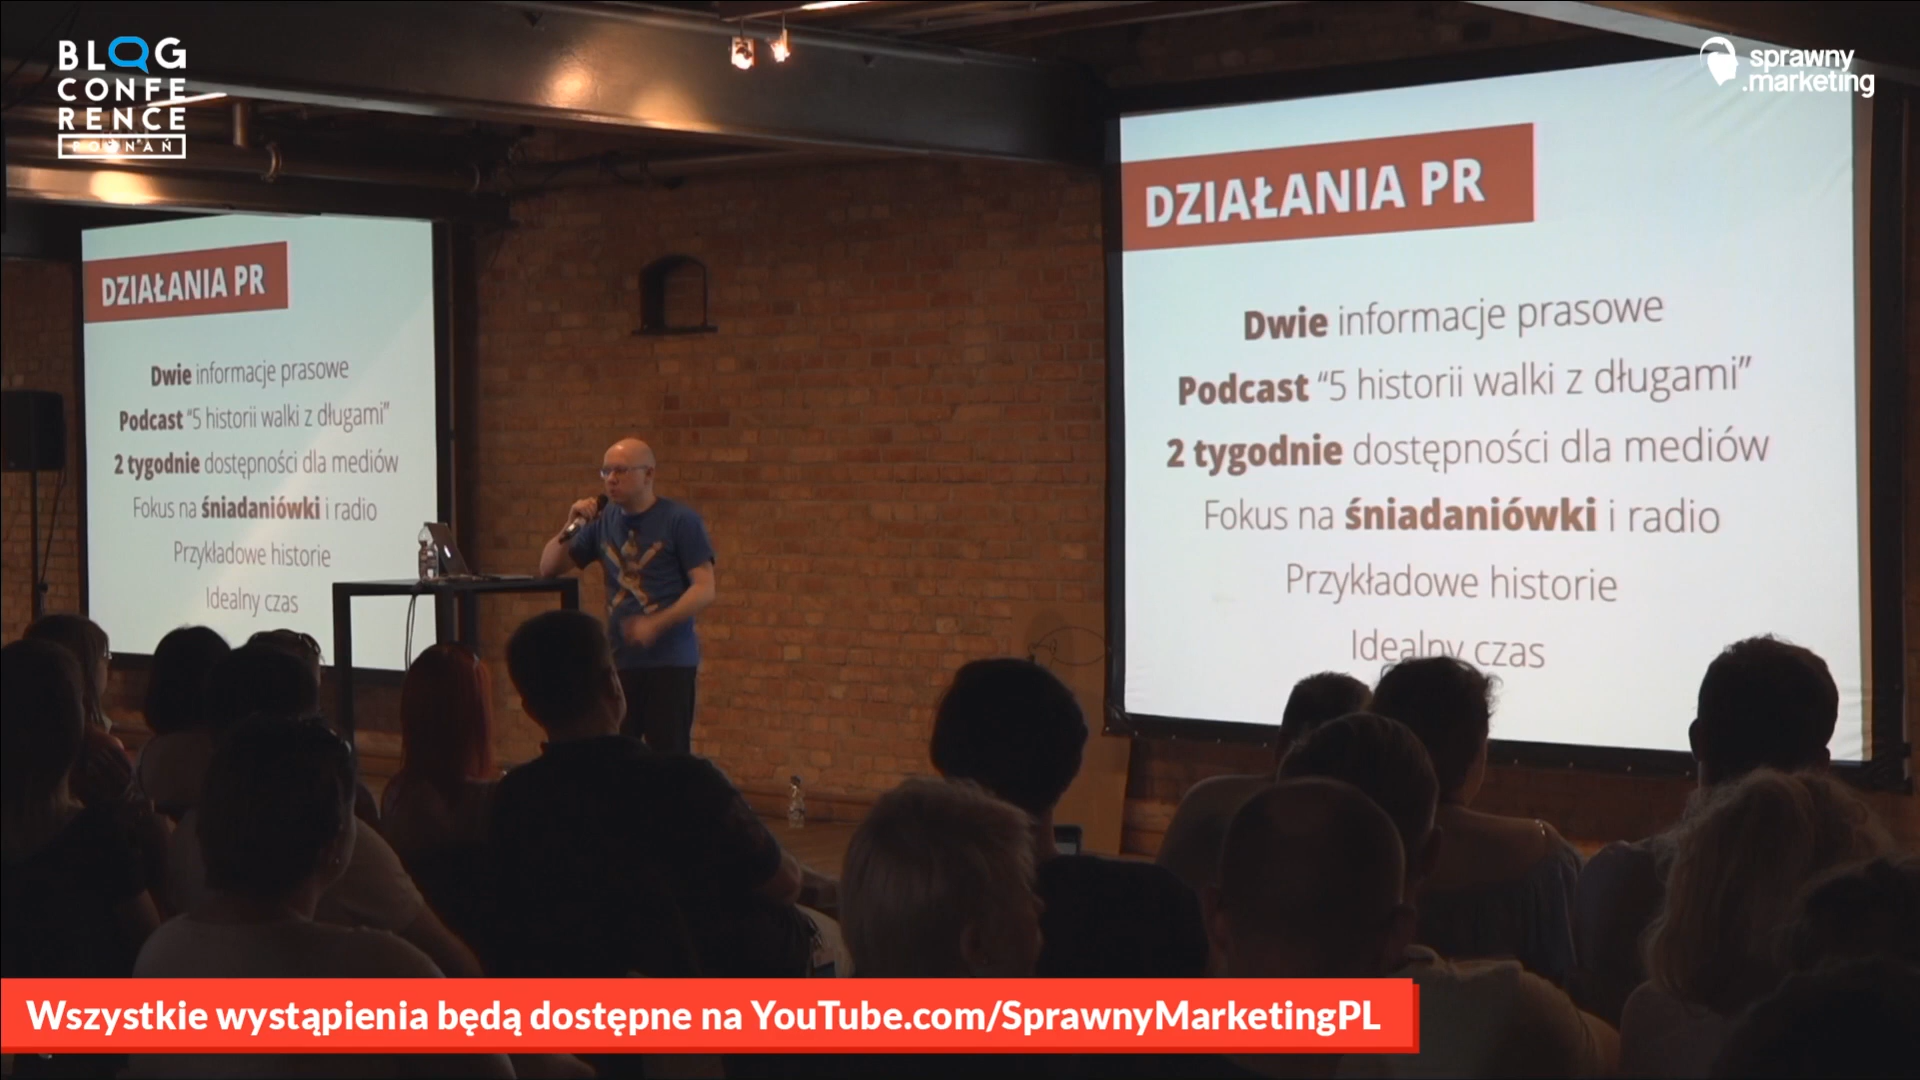 BLOG
CONFE
RENCE
POZNAŃ
sprawny
.marketing
DZIAŁANIA PR
Dwie informacje prasowe
Podcast “5 historii walki z długami”
2 tygodnie dostępności dla mediów
Fokus na śniadaniówki i radio
Przykładowe historie
Idealny czas
DZIAŁANIA PR
Dwie informacje prasowe
Podcast “5 historii walki z długami”
2 tygodnie dostępności dla mediów
Fokus na śniadaniówki i radio
Przykładowe historie
Idealny czas
Wszystkie wystąpienia będą dostępne na YouTube.com/SprawnyMarketingPL